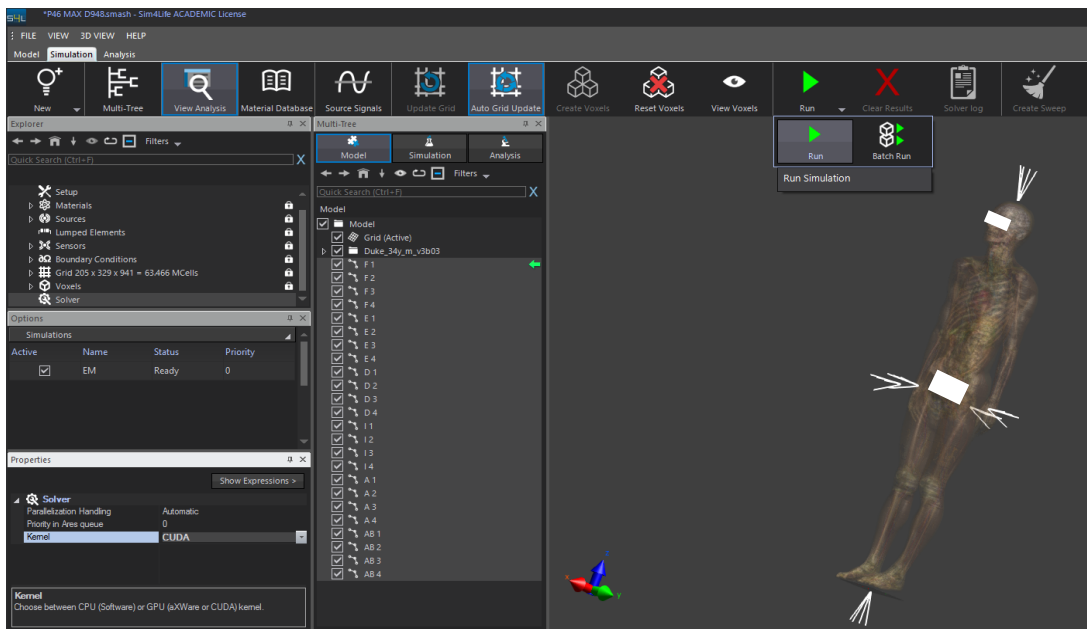 S4L *P46 MAX D948.smash - Sim4Life ACADEMIC License
FILE VIEW 3D VIEW HELP
Model Simulation Analysis
New Multi-Tree View Analysis Material Database Source Signals Update Grid Auto Grid Update Create Voxels Reset Voxels View Voxels Run Clear Results Solver log Create Sweep
Explorer
Filters
Quick Search (Ctrl+F) X
Setup
Materials
Sources
Lumped Elements
Sensors
Boundary Conditions
Grid 205 x 329 x 941 = 63.466 MCells
Voxels
Solver
Options
Simulations
Active Name Status Priority
EM Ready 0
Properties
Show Expressions >
Solver
Parallelization Handling Automatic
Priority in Ares queue 0
Kernel CUDA
Kernel
Choose between CPU (Software) or GPU (aXWare or CUDA) kernel.
Multi-Tree
Model Simulation Analysis
Filters
Quick Search (Ctrl+F) X
Model
Model
Grid (Active)
Duke_34y_m_v3b03
F 1
F 2
F 3
F 4
E 1
E 2
E 3
E 4
D 1
D 2
D 3
D 4
I 1
I 2
I 3
I 4
A 1
A 2
A 3
A 4
AB 1
AB 2
AB 3
AB 4
Run Batch Run
Run Simulation
x y